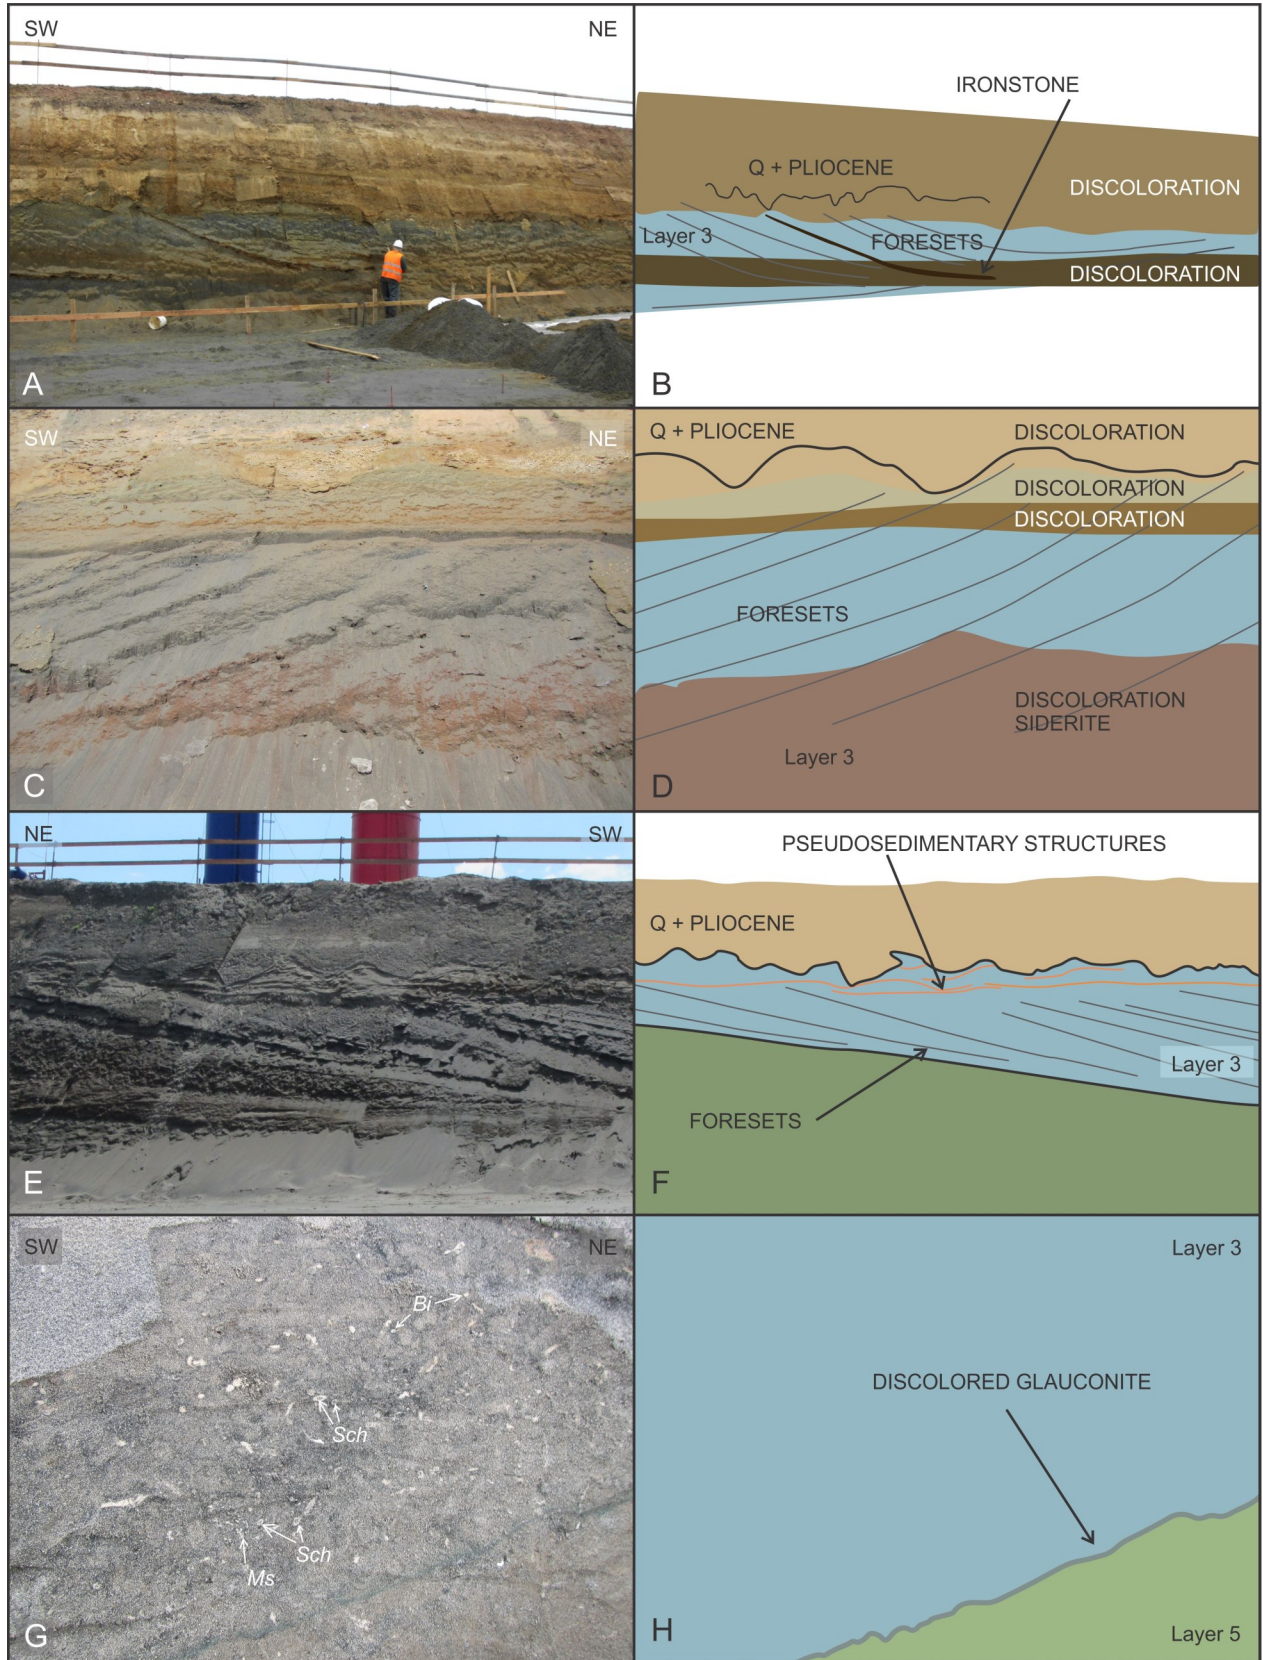 SW
NE
A
IRONSTONE
Q + PLIOCENE
DISCOLORATION
Layer 3
FORESETS
DISCOLORATION
B
SW
NE
C
Q + PLIOCENE
DISCOLORATION
DISCOLORATION
DISCOLORATION
FORESETS
DISCOLORATION
SIDERITE
Layer 3
D
NE
SW
E
PSEUDOSEDIMENTARY STRUCTURES
Q + PLIOCENE
Layer 3
FORESETS
F
SW
NE
Bi
Sch
Sch
Ms
G
Layer 3
DISCOLORED GLAUCONITE
H
Layer 5